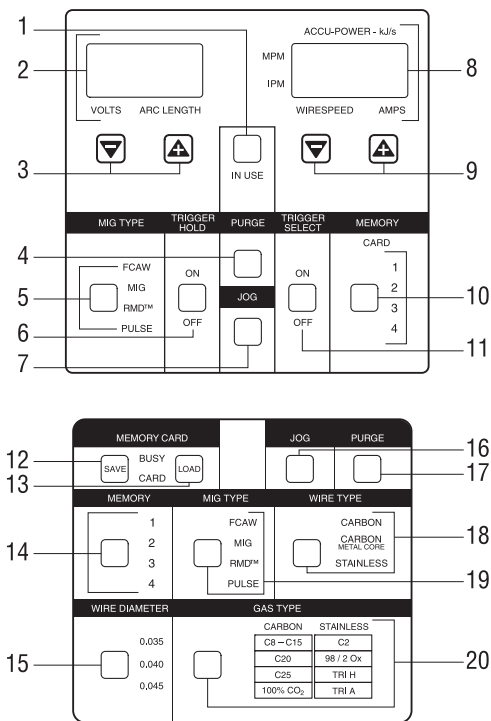 1
ACCU-POWER - kJ/s
2
MPM
IPM
8
VOLTS ARC LENGTH
WIRESPEED AMPS
3
IN USE
9
MIG TYPE
TRIGGER HOLD
PURGE
TRIGGER SELECT
MEMORY
CARD
4
FCAW
ON
ON
1
5
MIG
2
10
RMD™
JOG
3
6
PULSE
OFF
OFF
4
7
11
MEMORY CARD
JOG
PURGE
16
12
SAVE
BUSY
LOAD
13
CARD
17
MEMORY
MIG TYPE
WIRE TYPE
1
FCAW
CARBON
14
2
MIG
CARBON
METAL CORE
18
3
RMD™
STAINLESS
4
PULSE
19
WIRE DIAMETER
GAS TYPE
CARBON STAINLESS
0.035
C8 – C15 C2
15
0.040
C20 98 / 2 Ox
20
C25 TRI H
0,045
100% CO₂ TRI A